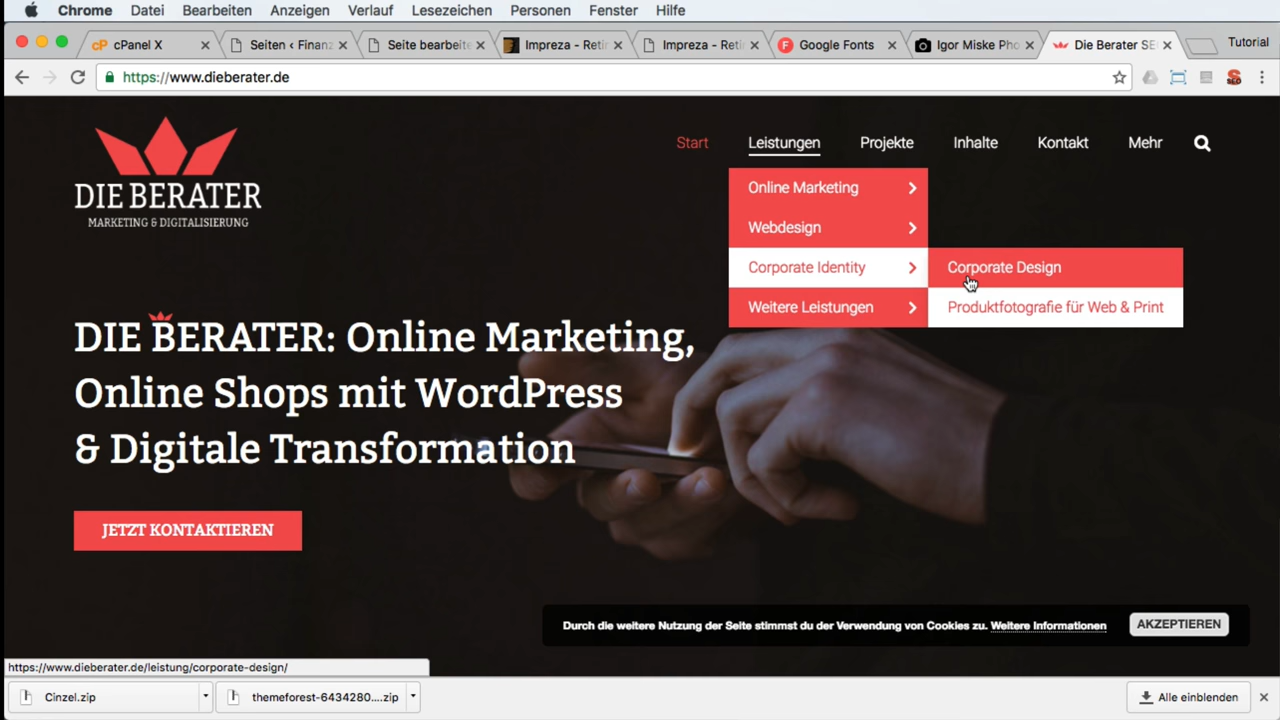 Chrome Datei Bearbeiten Anzeigen Verlauf Lesezeichen Personen Fenster Hilfe
cP cPanel X Seiten ‹ Finanz Seite bearbeite Impreza - Retir Impreza - Retir F Google Fonts Igor Miske Pho Die Berater SE Tutorial
https://www.dieberater.de SEO
DIE BERATER
MARKETING & DIGITALISIERUNG
Start Leistungen Projekte Inhalte Kontakt Mehr
Online Marketing
Webdesign
Corporate Identity Corporate Design
Weitere Leistungen Produktfotografie für Web & Print
DIE BERATER: Online Marketing,
Online Shops mit WordPress
& Digitale Transformation
JETZT KONTAKTIEREN
Durch die weitere Nutzung der Seite stimmst du der Verwendung von Cookies zu. Weitere Informationen AKZEPTIEREN
https://www.dieberater.de/leistung/corporate-design/
Cinzel.zip themeforest-6434280....zip Alle einblenden